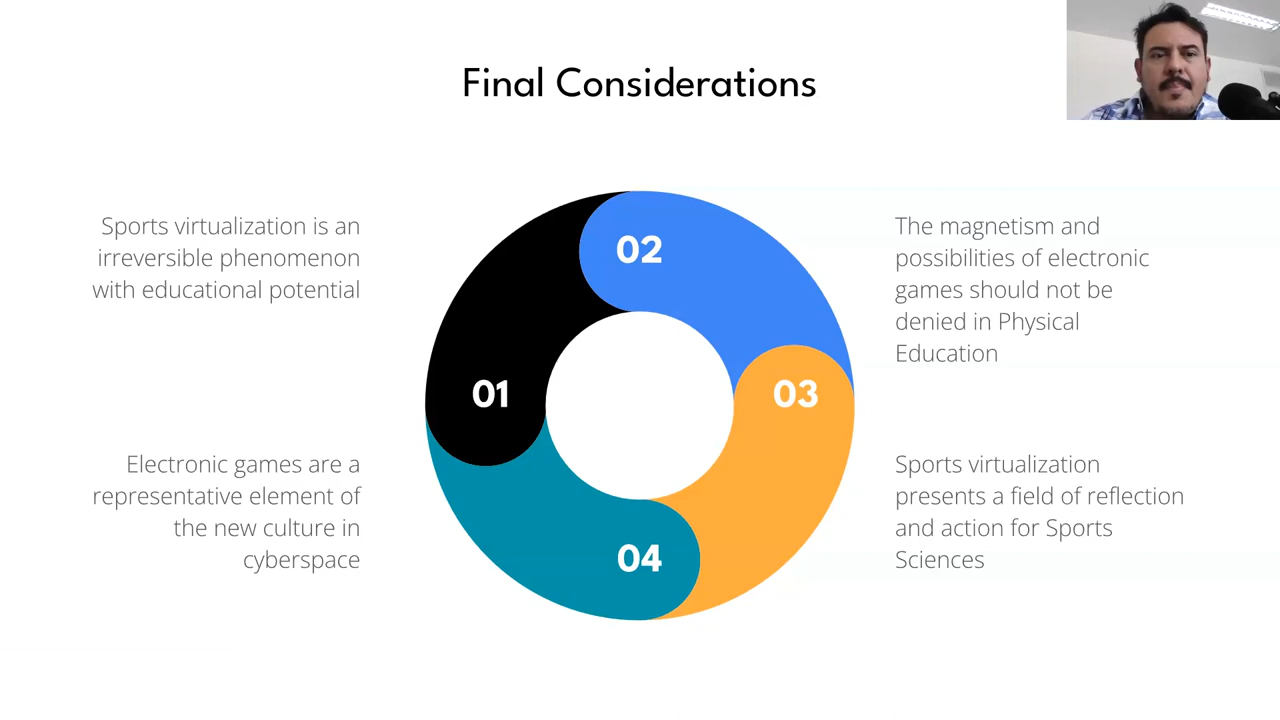 Final Considerations
Sports virtualization is an
irreversible phenomenon
with educational potential
01
02
The magnetism and
possibilities of electronic
games should not be
denied in Physical
Education
03
Sports virtualization
presents a field of reflection
and action for Sports
Sciences
04
Electronic games are a
representative element of
the new culture in
cyberspace